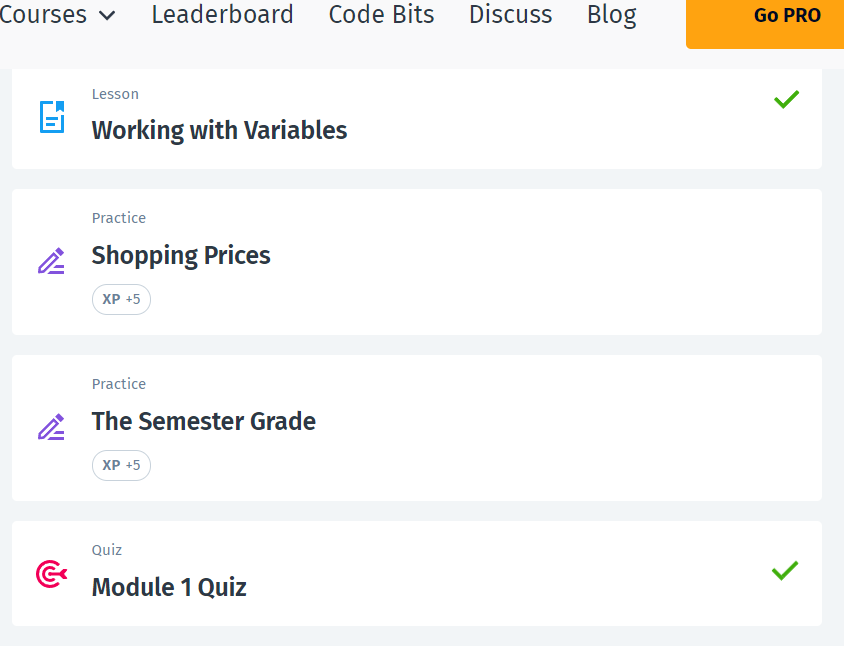 Courses Leaderboard Code Bits Discuss Blog Go PRO
Lesson
Working with Variables
Practice
Shopping Prices
XP +5
Practice
The Semester Grade
XP +5
Quiz
Module 1 Quiz